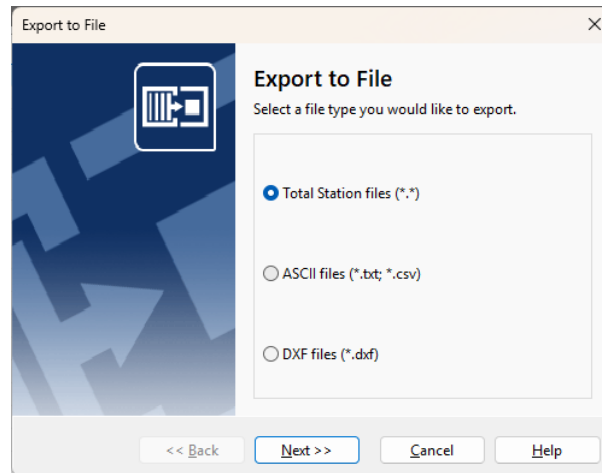 Export to File
Export to File
Select a file type you would like to export.
Total Station files (*.*)
ASCII files (*.txt; *.csv)
DXF files (*.dxf)
<< Back
Next >>
Cancel
Help